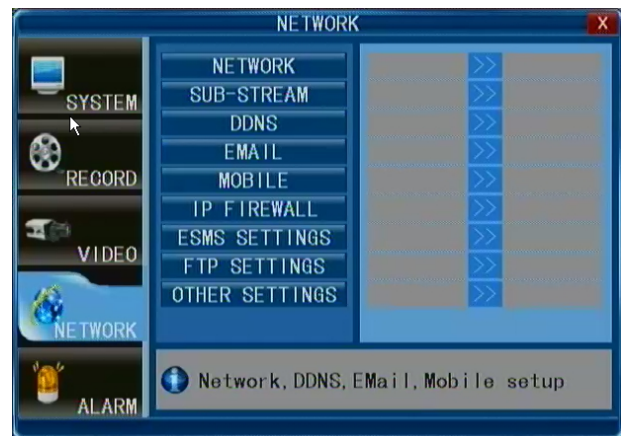 NETWORK
X
SYSTEM
RECORD
VIDEO
NETWORK
ALARM
NETWORK >>
SUB-STREAM >>
DDNS >>
EMAIL >>
MOBILE >>
IP FIREWALL >>
ESMS SETTINGS >>
FTP SETTINGS >>
OTHER SETTINGS >>
i Network,DDNS,EMail,Mobile setup